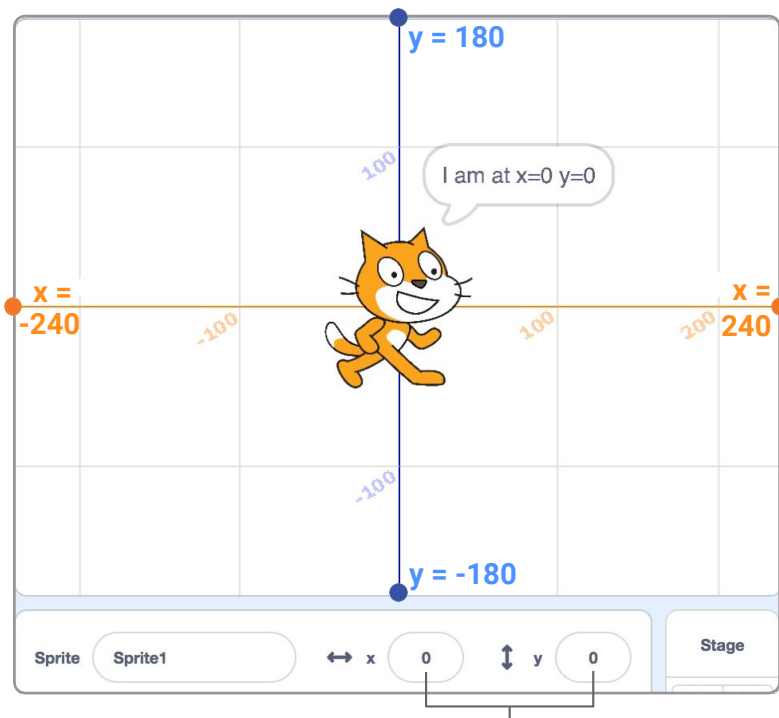 y = 180
100
I am at x=0 y=0
x =
-240
x =
240
-100
100
200
-100
y = -180
Sprite Sprite1 x 0 y 0
Stage